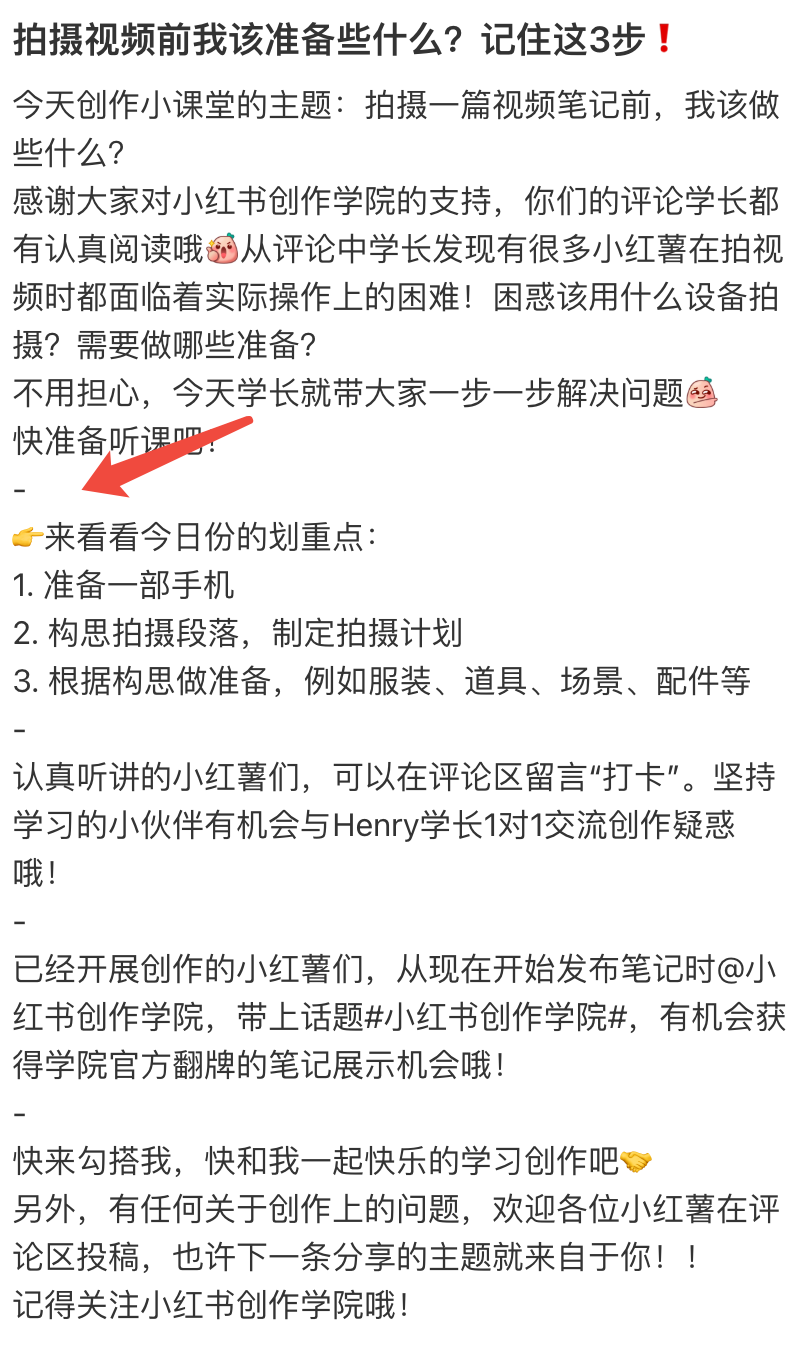 拍摄视频前我该准备些什么？记住这3步❗
今天创作小课堂的主题：拍摄一篇视频笔记前，我该做
些什么？
感谢大家对小红书创作学院的支持，你们的评论学长都
有认真阅读哦从评论中学长发现有很多小红薯在拍视
频时都面临着实际操作上的困难！困惑该用什么设备拍
摄？需要做哪些准备？
不用担心，今天学长就带大家一步一步解决问题
快准备听课吧！
-
👉来看看今日份的划重点：
1. 准备一部手机
2. 构思拍摄段落，制定拍摄计划
3. 根据构思做准备，例如服装、道具、场景、配件等
-
认真听讲的小红薯们，可以在评论区留言“打卡”。坚持
学习的小伙伴有机会与Henry学长1对1交流创作疑惑
哦！
-
已经开展创作的小红薯们，从现在开始发布笔记时@小
红书创作学院，带上话题#小红书创作学院#，有机会获
得学院官方翻牌的笔记展示机会哦！
-
快来勾搭我，快和我一起快乐的学习创作吧🤝
另外，有任何关于创作上的问题，欢迎各位小红薯在评
论区投稿，也许下一条分享的主题就来自于你！！
记得关注小红书创作学院哦！